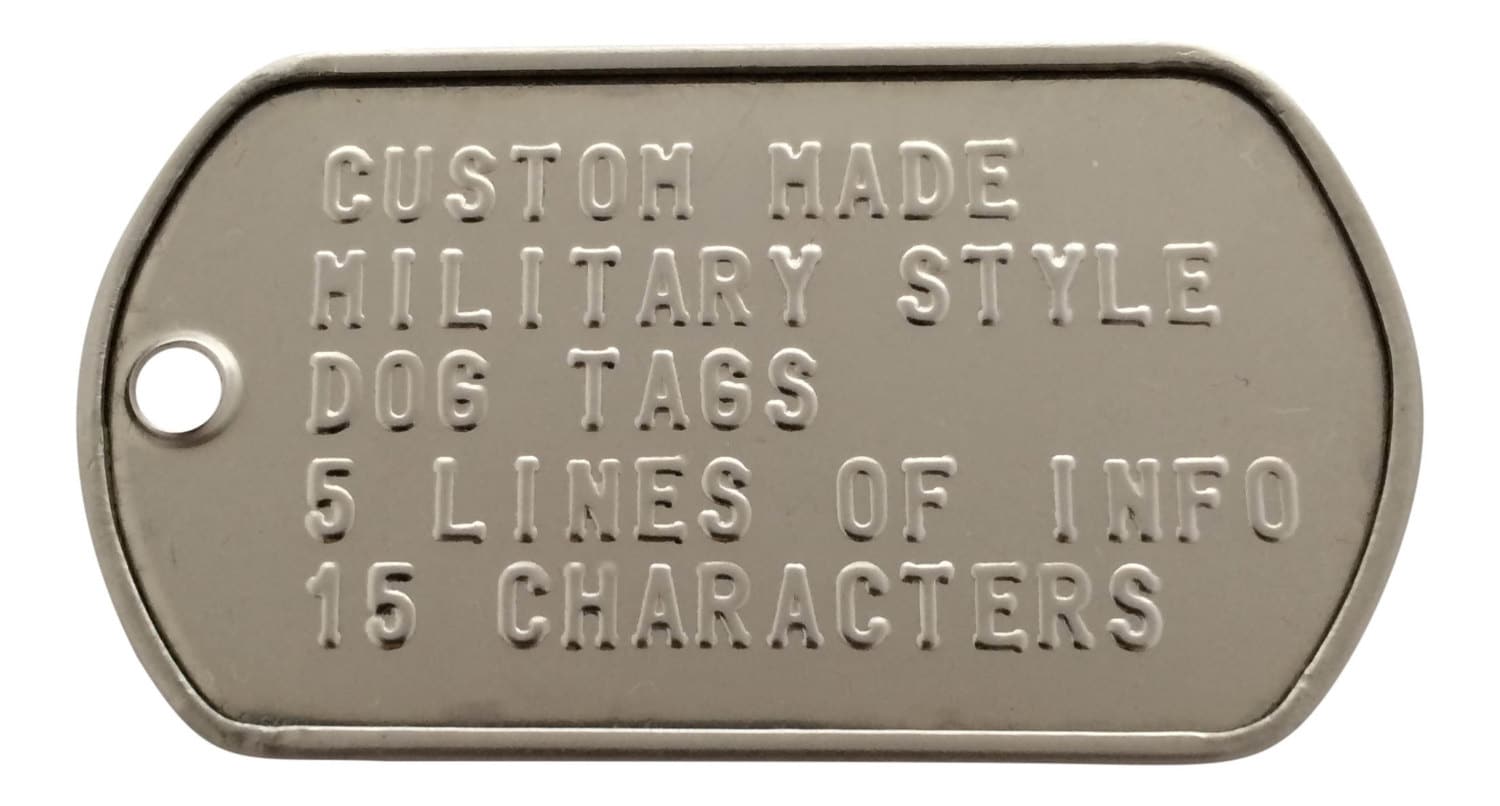 CUSTOM MADE
MILITARY STYLE
DOG TAGS
5 LINES OF INFO
15 CHARACTERS